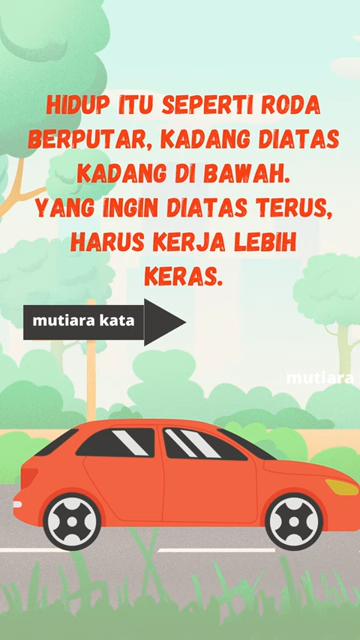 HIDUP ITU SEPERTI RODA
BERPUTAR, KADANG DIATAS
KADANG DI BAWAH.
YANG INGIN DIATAS TERUS,
HARUS KERJA LEBIH
KERAS.
mutiara kata
mutiara